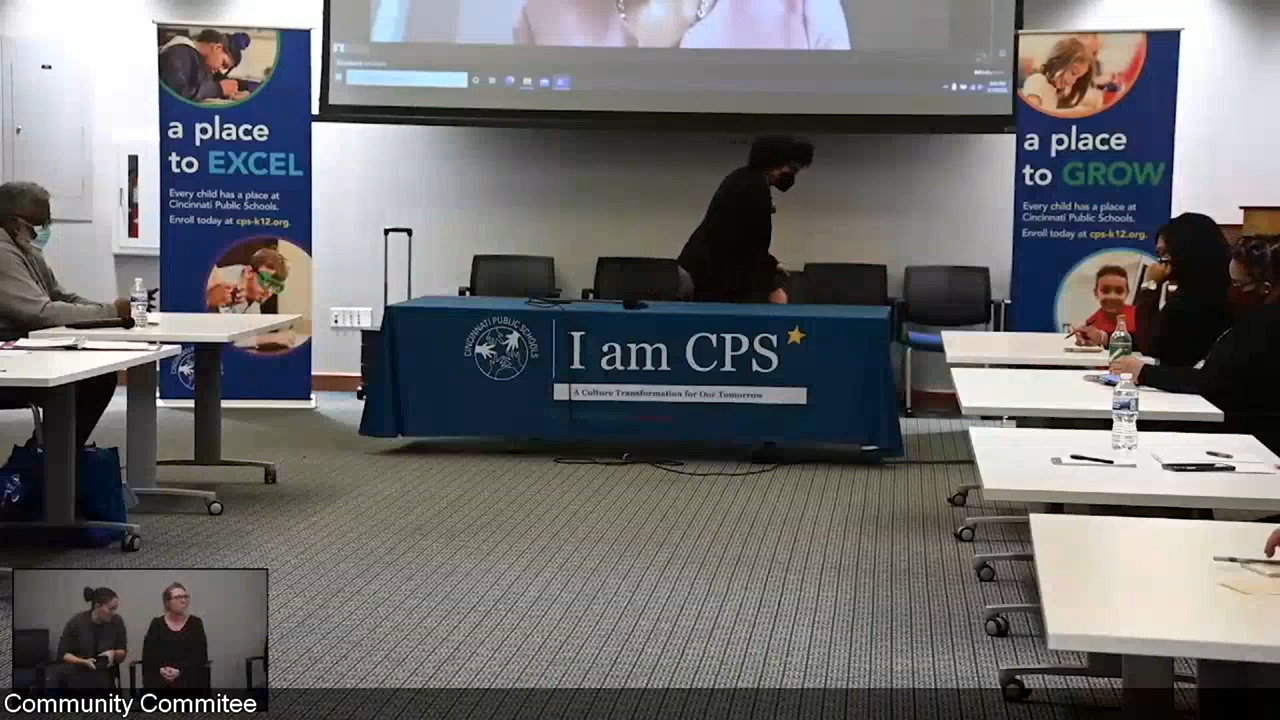 a place
to EXCEL
Every child has a place at
Cincinnati Public Schools.
Enroll today at cps-k12.org.
a place
to GROW
Every child has a place at
Cincinnati Public Schools.
Enroll today at cps-k12.org.
CINCINNATI PUBLIC SCHOOLS
I am CPS
A Culture Transformation for Our Tomorrow
Community Commitee